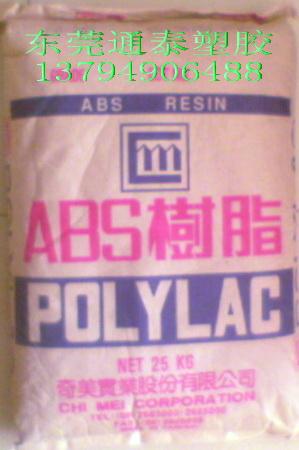 东莞通泰塑胶
13794906488
ABS RESIN
ABS樹脂
POLYLAC
NET 25 KG
奇美實業股份有限公司
CHI MEI CORPORATION